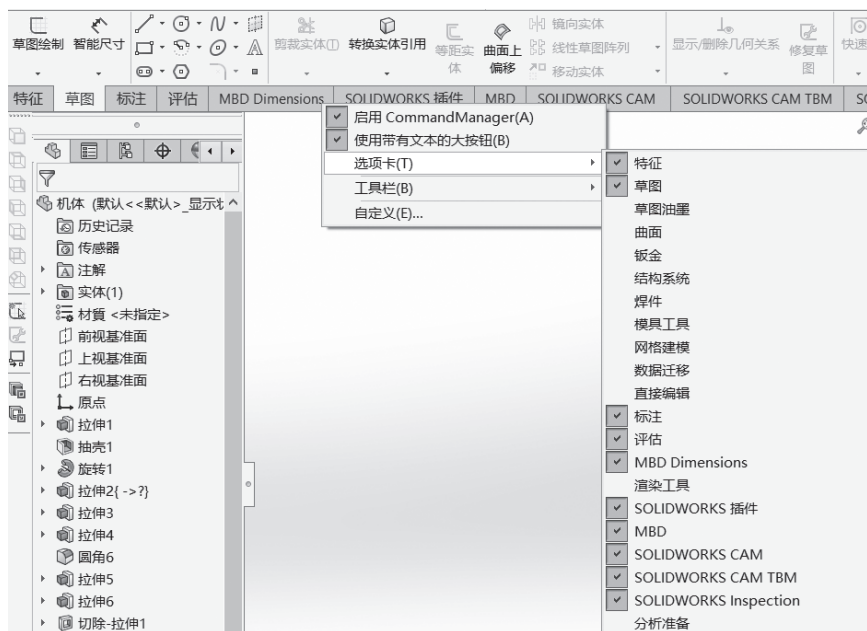 草图绘制 智能尺寸 剪裁实体(T) 转换实体引用 等距实体 曲面上偏移 镜向实体 线性草图阵列 移动实体 显示/删除几何关系 修复草图 快速
特征 草图 标注 评估 MBD Dimensions SOLIDWORKS 插件 MBD SOLIDWORKS CAM SOLIDWORKS CAM TBM SO
启用 CommandManager(A)
使用带有文本的大按钮(B)
选项卡(T)
工具栏(B)
自定义(E)...
特征
草图
草图油墨
曲面
钣金
结构系统
焊件
模具工具
网格建模
数据迁移
直接编辑
标注
评估
MBD Dimensions
渲染工具
SOLIDWORKS 插件
MBD
SOLIDWORKS CAM
SOLIDWORKS CAM TBM
SOLIDWORKS Inspection
分析准备
机体 (默认<<默认>_显示状
历史记录
传感器
注解
实体(1)
材質 <未指定>
前视基准面
上视基准面
右视基准面
原点
拉伸1
抽壳1
旋转1
拉伸2{ ->?}
拉伸3
拉伸4
圆角6
拉伸5
拉伸6
切除-拉伸1